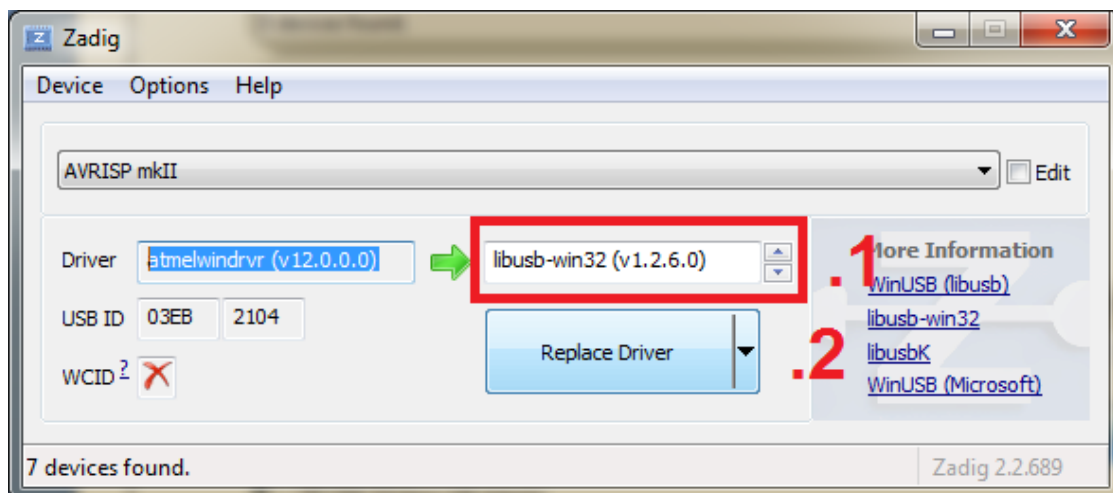 Zadig
Device Options Help
AVRISP mkII
Edit
Driver atmelwindrvr (v12.0.0.0) libusb-win32 (v1.2.6.0) .1
More Information
WinUSB (libusb)
USB ID 03EB 2104
libusb-win32
Replace Driver .2
libusbK
WCID ?
WinUSB (Microsoft)
7 devices found.
Zadig 2.2.689